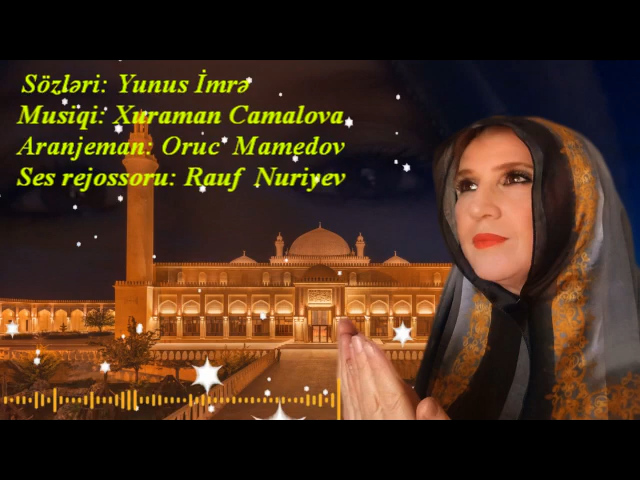 Sözləri: Yunus İmrə
Musiqi: Xuraman Camalova
Aranjeman: Oruc Mamedov
Ses rejossoru: Rauf Nuriyev